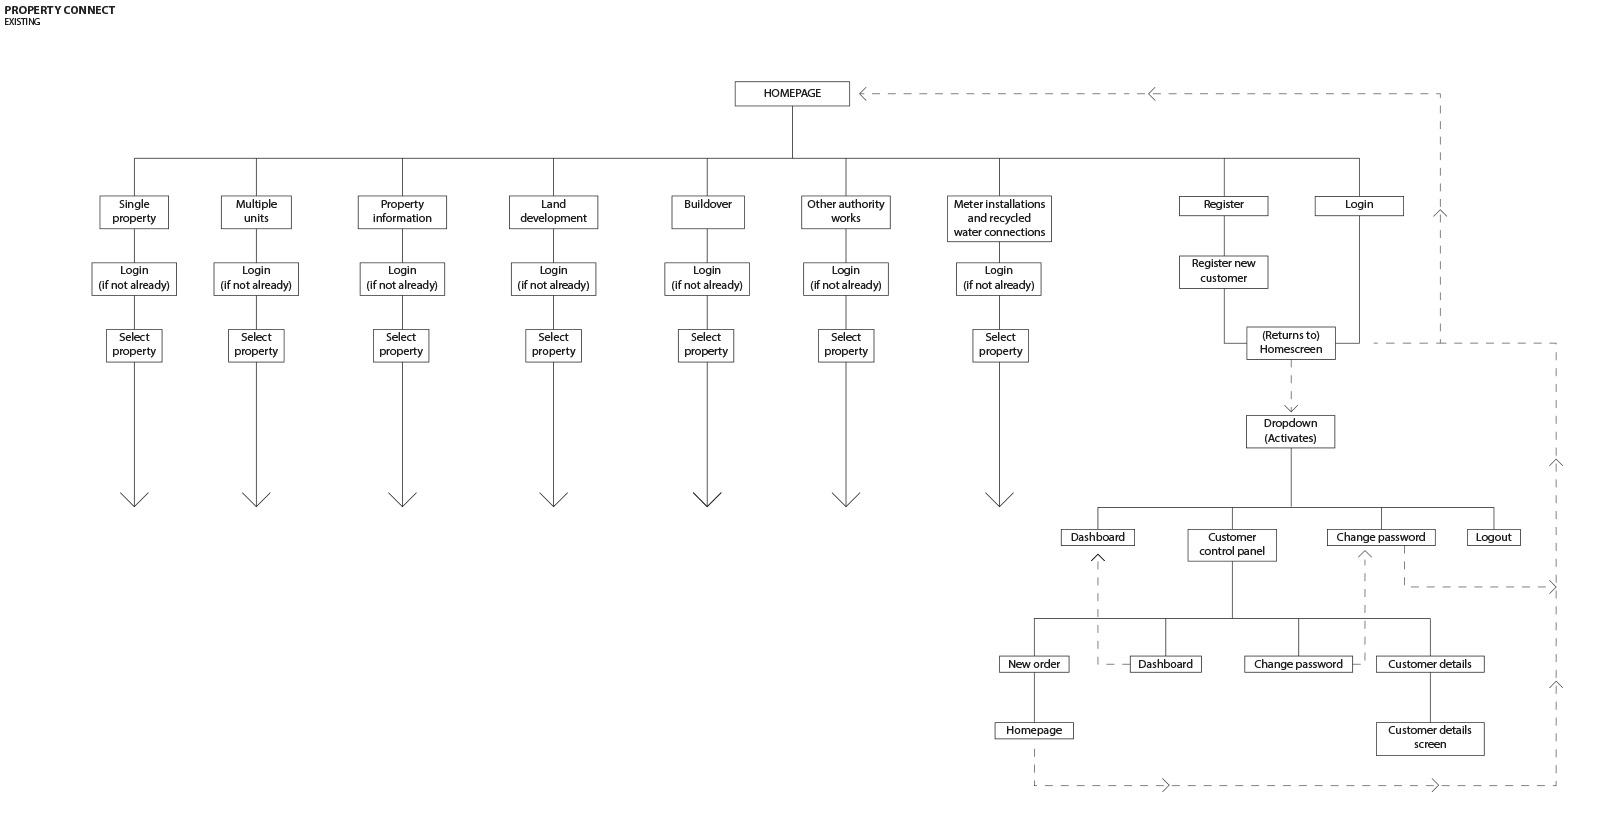 PROPERTY CONNECT
EXISTING
HOMEPAGE
Single
property
Multiple
units
Property
information
Land
development
Buildover
Other authority
works
Meter installations
and recycled
water connections
Register
Login
Login
(if not already)
Login
(if not already)
Login
(if not already)
Login
(if not already)
Login
(if not already)
Login
(if not already)
Login
(if not already)
Register new
customer
Select
property
Select
property
Select
property
Select
property
Select
property
Select
property
Select
property
(Returns to)
Homescreen
Dropdown
(Activates)
Dashboard
Customer
control panel
Change password
Logout
New order
Dashboard
Change password
Customer details
Homepage
Customer details
screen